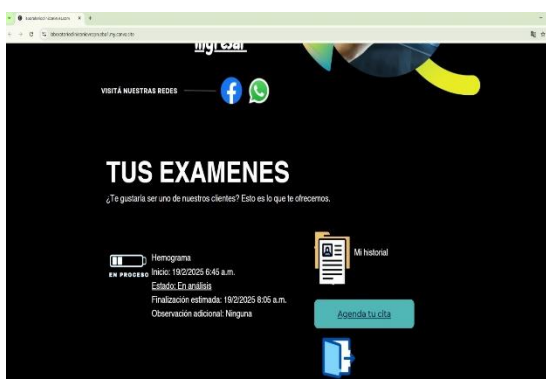 Ingresar
VISITÁ NUESTRAS REDES
TUS EXAMENES
¿Te gustaría ser uno de nuestros clientes? Esto es lo que te ofrecemos.
EN PROCESO
Hemograma
Inicio: 19/2/2025 6:45 a.m.
Estado: En análisis
Finalización estimada: 19/2/2025 8:05 a.m.
Observación adicional: Ninguna
Mi historial
Agenda tu cita